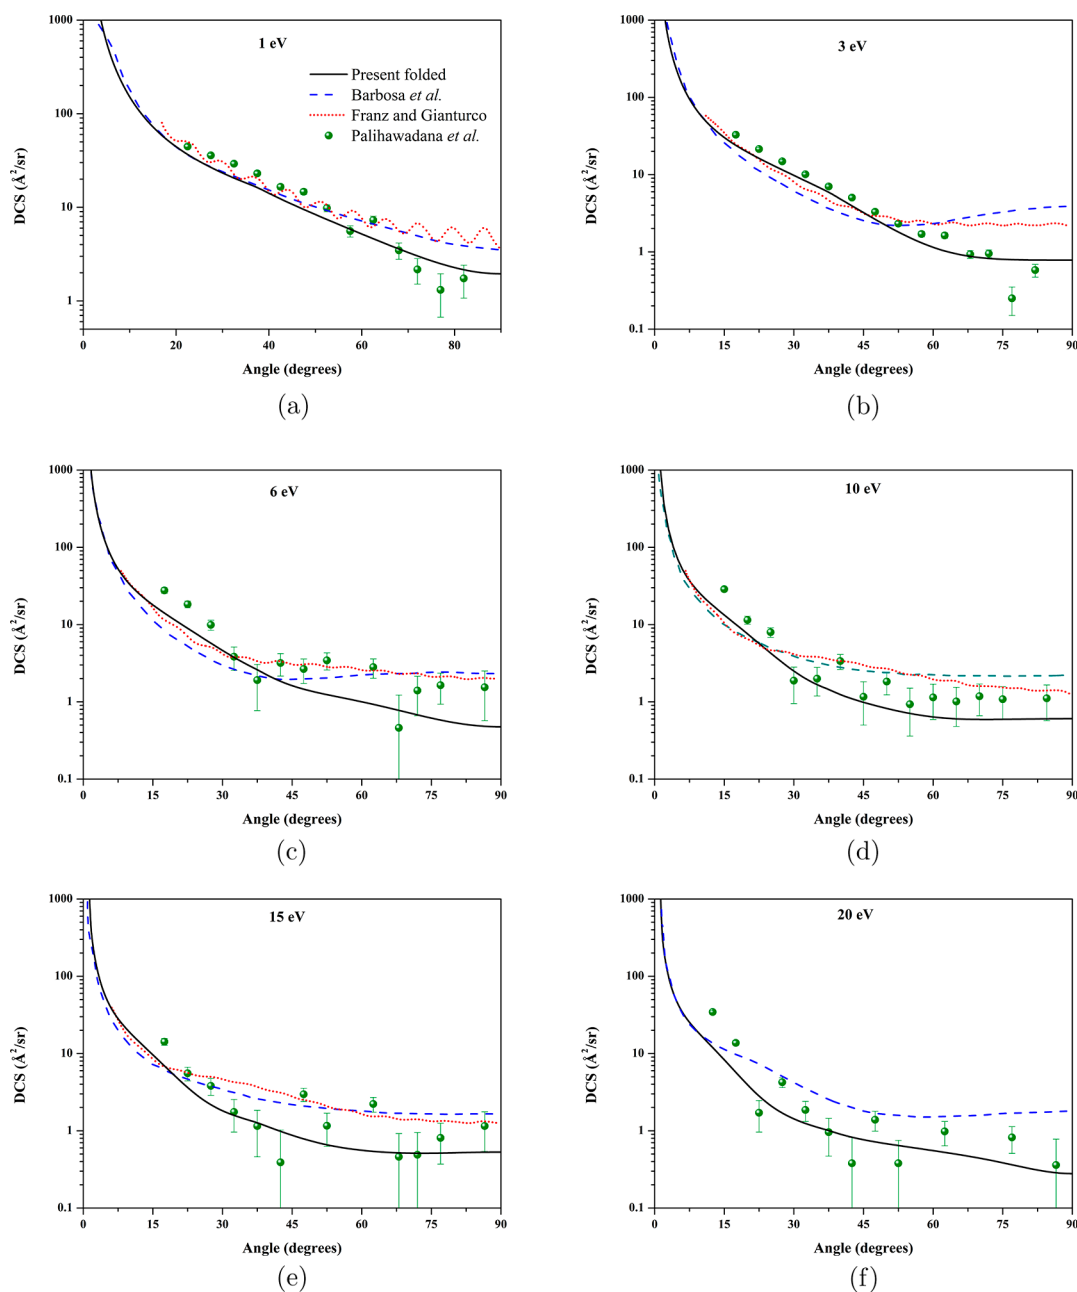 1 eV
Present folded
Barbosa et al.
Franz and Gianturco
Palihawadana et al.
DCS (Å²/sr)
1000
100
10
1
0 20 40 60 80
Angle (degrees)
(a)
3 eV
DCS (Å²/sr)
1000
100
10
1
0.1
0 15 30 45 60 75 90
Angle (degrees)
(b)
6 eV
DCS (Å²/sr)
1000
100
10
1
0.1
0 15 30 45 60 75 90
Angle (degrees)
(c)
10 eV
DCS (Å²/sr)
1000
100
10
1
0.1
0 15 30 45 60 75 90
Angle (degrees)
(d)
15 eV
DCS (Å²/sr)
1000
100
10
1
0.1
0 15 30 45 60 75 90
Angle (degrees)
(e)
20 eV
DCS (Å²/sr)
1000
100
10
1
0.1
0 15 30 45 60 75 90
Angle (degrees)
(f)